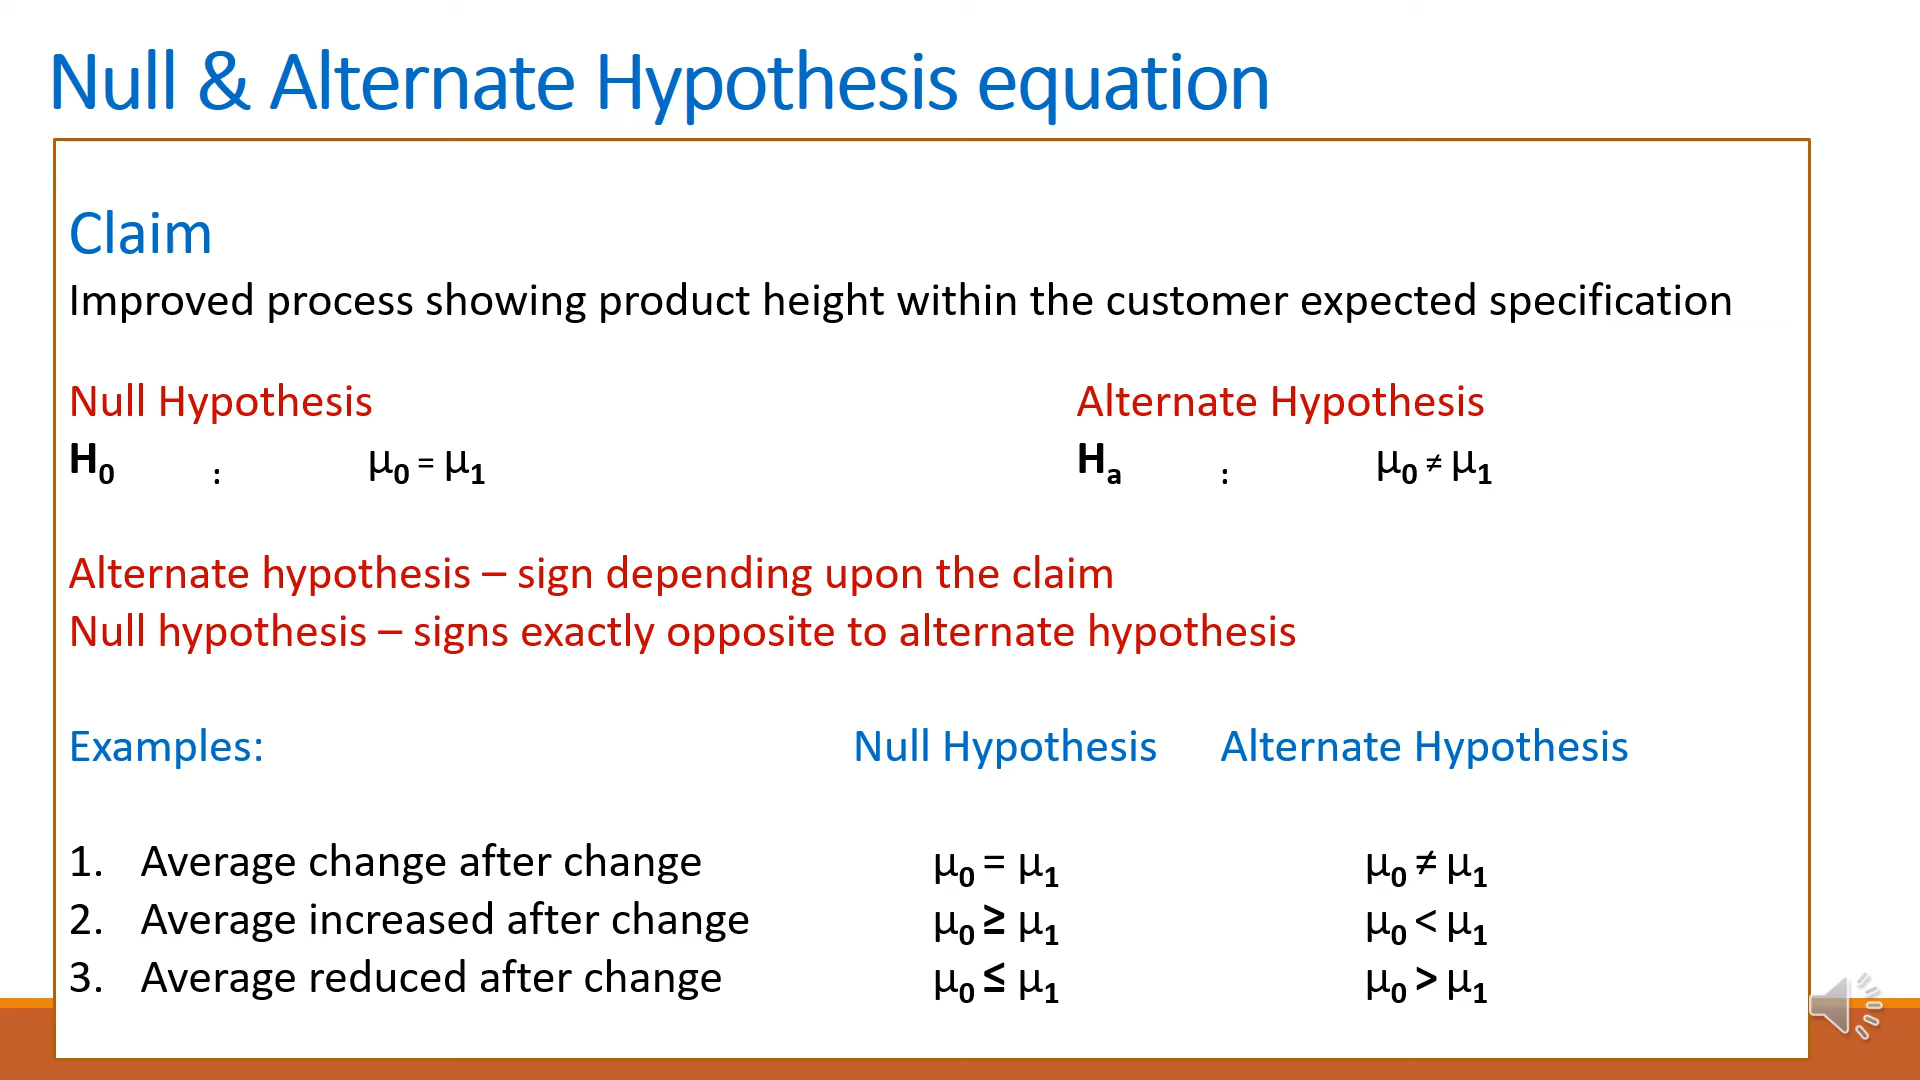 Null & Alternate Hypothesis equation
Claim
Improved process showing product height within the customer expected specification
Null Hypothesis Alternate Hypothesis
H₀ : μ₀ = μ₁ Hₐ : μ₀ ≠ μ₁
Alternate hypothesis – sign depending upon the claim
Null hypothesis – signs exactly opposite to alternate hypothesis
Examples: Null Hypothesis Alternate Hypothesis
1. Average change after change μ₀ = μ₁ μ₀ ≠ μ₁
2. Average increased after change μ₀ ≥ μ₁ μ₀ < μ₁
3. Average reduced after change μ₀ ≤ μ₁ μ₀ > μ₁